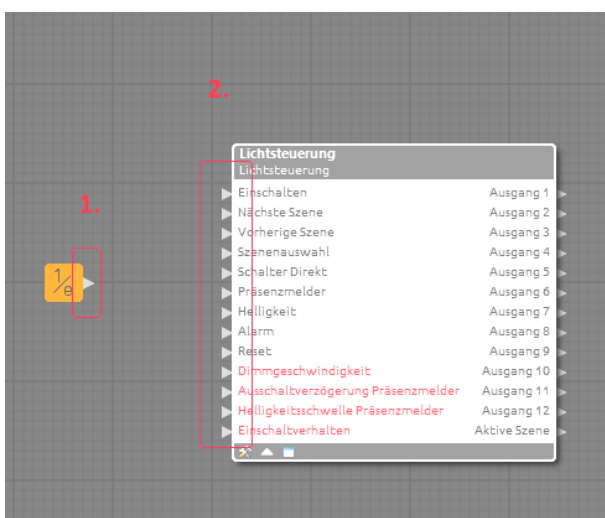 2.
Lichtsteuerung
Lichtsteuerung
1.
Einschalten Ausgang 1
Nächste Szene Ausgang 2
Vorherige Szene Ausgang 3
Szenenauswahl Ausgang 4
Schalter Direkt Ausgang 5
1/e
Präsenzmelder Ausgang 6
Helligkeit Ausgang 7
Alarm Ausgang 8
Reset Ausgang 9
Dimmgeschwindigkeit Ausgang 10
Ausschaltverzögerung Präsenzmelder Ausgang 11
Helligkeitsschwelle Präsenzmelder Ausgang 12
Einschaltverhalten Aktive Szene